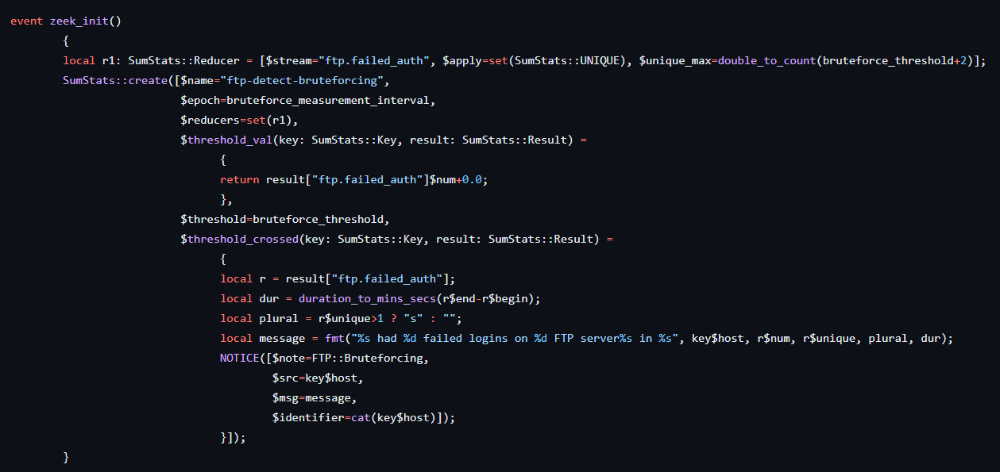 event zeek_init()
{
local r1: SumStats::Reducer = [$stream="ftp.failed_auth", $apply=set(SumStats::UNIQUE), $unique_max=double_to_count(bruteforce_threshold+2)];
SumStats::create([$name="ftp-detect-bruteforcing",
$epoch=bruteforce_measurement_interval,
$reducers=set(r1),
$threshold_val(key: SumStats::Key, result: SumStats::Result) =
{
return result["ftp.failed_auth"]$num+0.0;
},
$threshold=bruteforce_threshold,
$threshold_crossed(key: SumStats::Key, result: SumStats::Result) =
{
local r = result["ftp.failed_auth"];
local dur = duration_to_mins_secs(r$end-r$begin);
local plural = r$unique>1 ? "s" : "";
local message = fmt("%s had %d failed logins on %d FTP server%s in %s", key$host, r$num, r$unique, plural, dur);
NOTICE([$note=FTP::Bruteforcing,
$src=key$host,
$msg=message,
$identifier=cat(key$host)]);
}]);
}